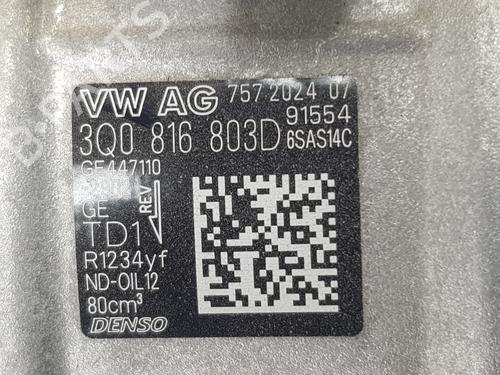 VW AG 757 2024 07
91554
3Q0 816 803D 6SAS14C
GE447110
GE REV
TD1
R1234yf
ND-OIL12
80cm³
DENSO